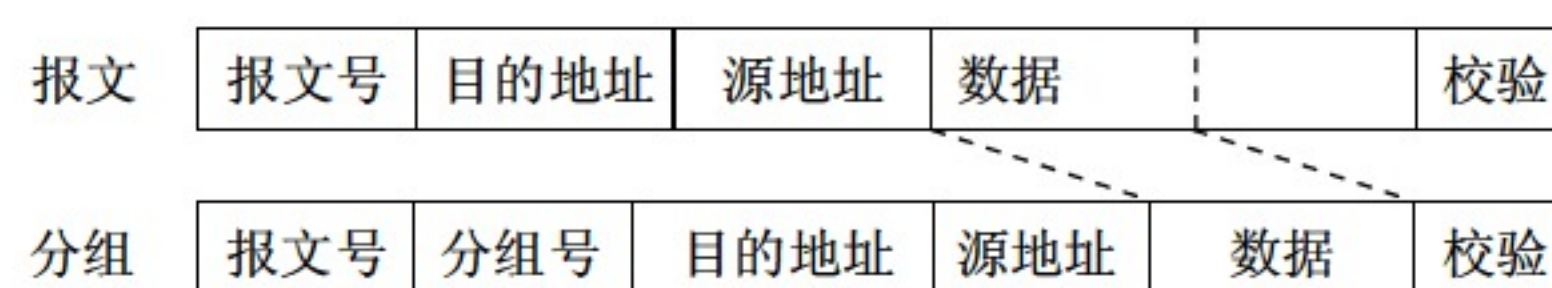 报文 报文号 目的地址 源地址 数据 校验
分组 报文号 分组号 目的地址 源地址 数据 校验